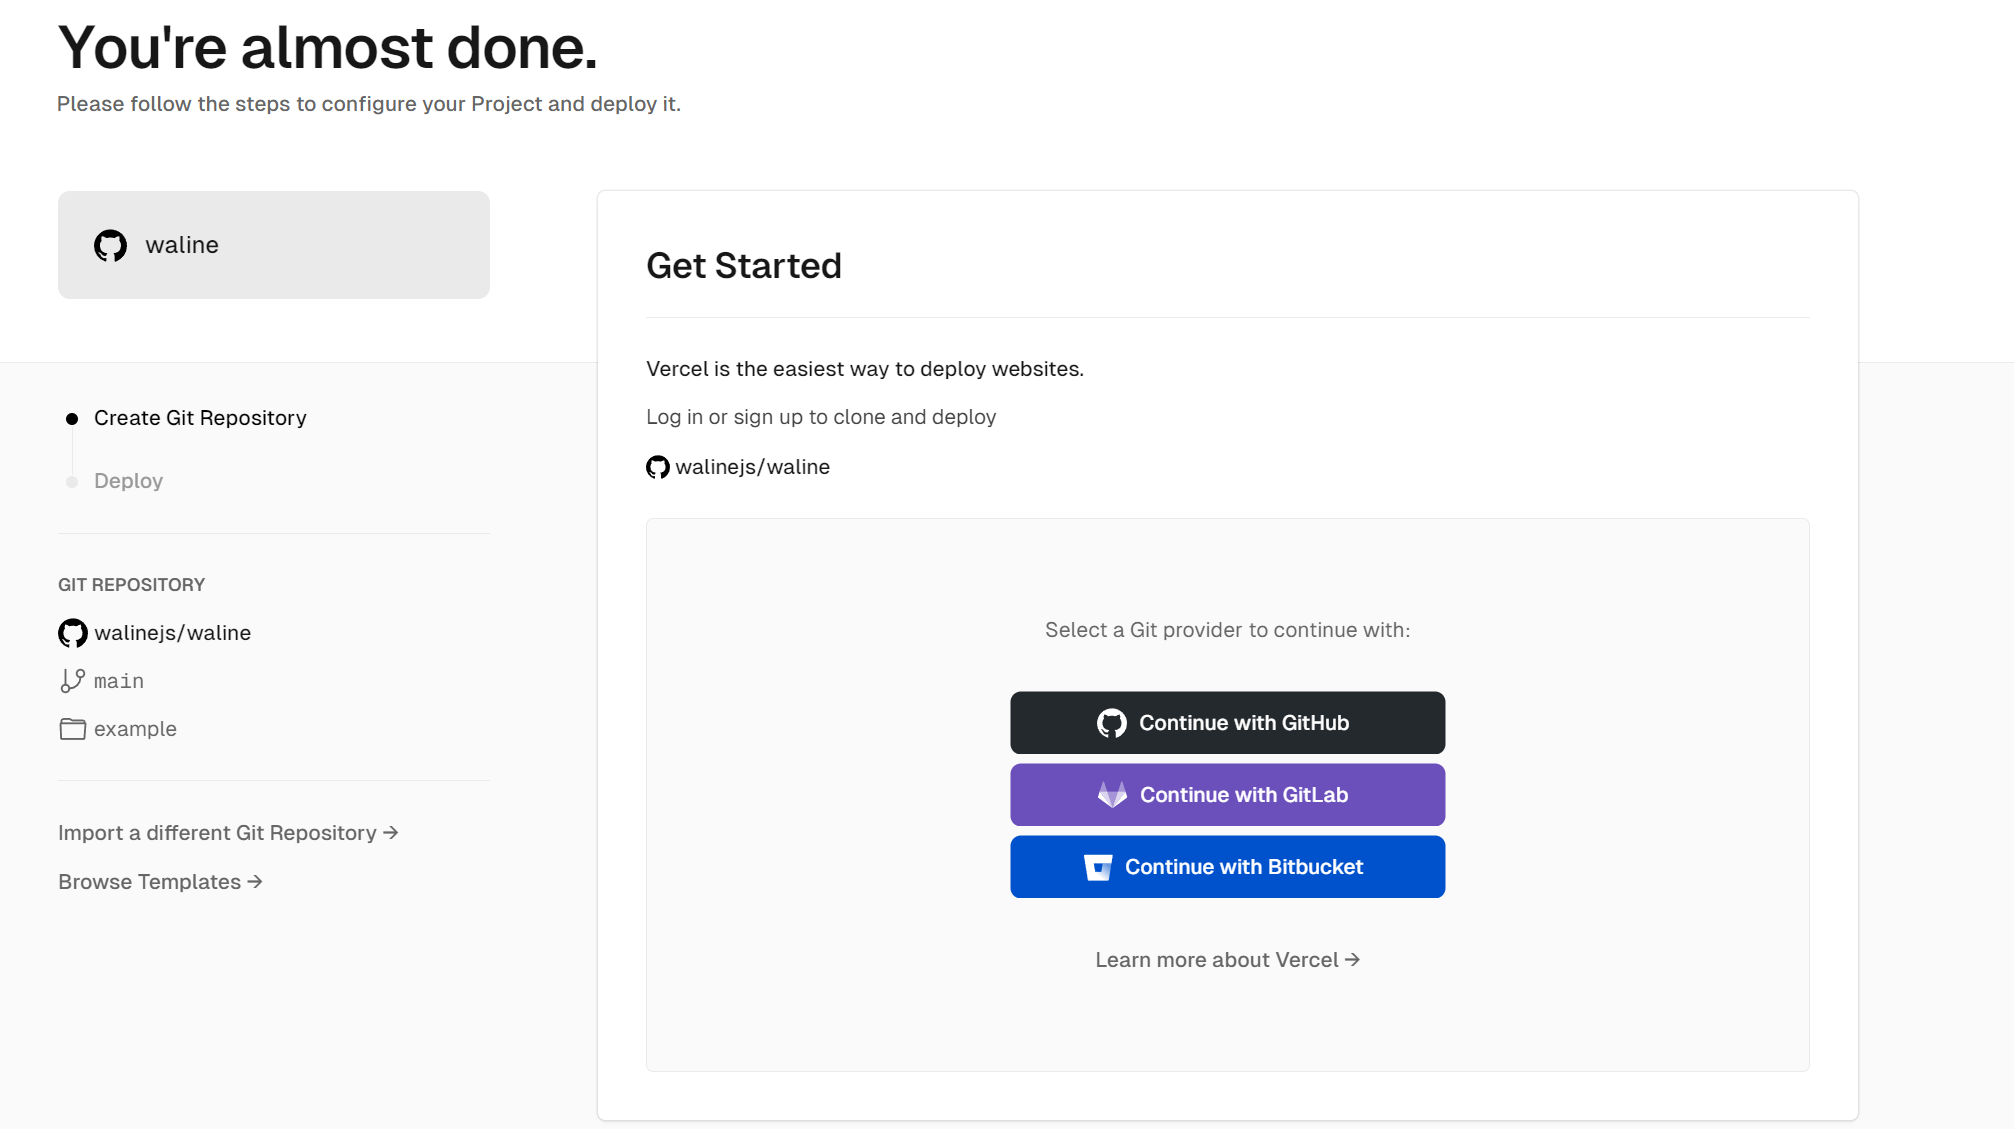 You're almost done.
Please follow the steps to configure your Project and deploy it.
waline
Create Git Repository
Deploy
GIT REPOSITORY
walinejs/waline
main
example
Import a different Git Repository →
Browse Templates →
Get Started
Vercel is the easiest way to deploy websites.
Log in or sign up to clone and deploy
walinejs/waline
Select a Git provider to continue with:
Continue with GitHub
Continue with GitLab
Continue with Bitbucket
Learn more about Vercel →